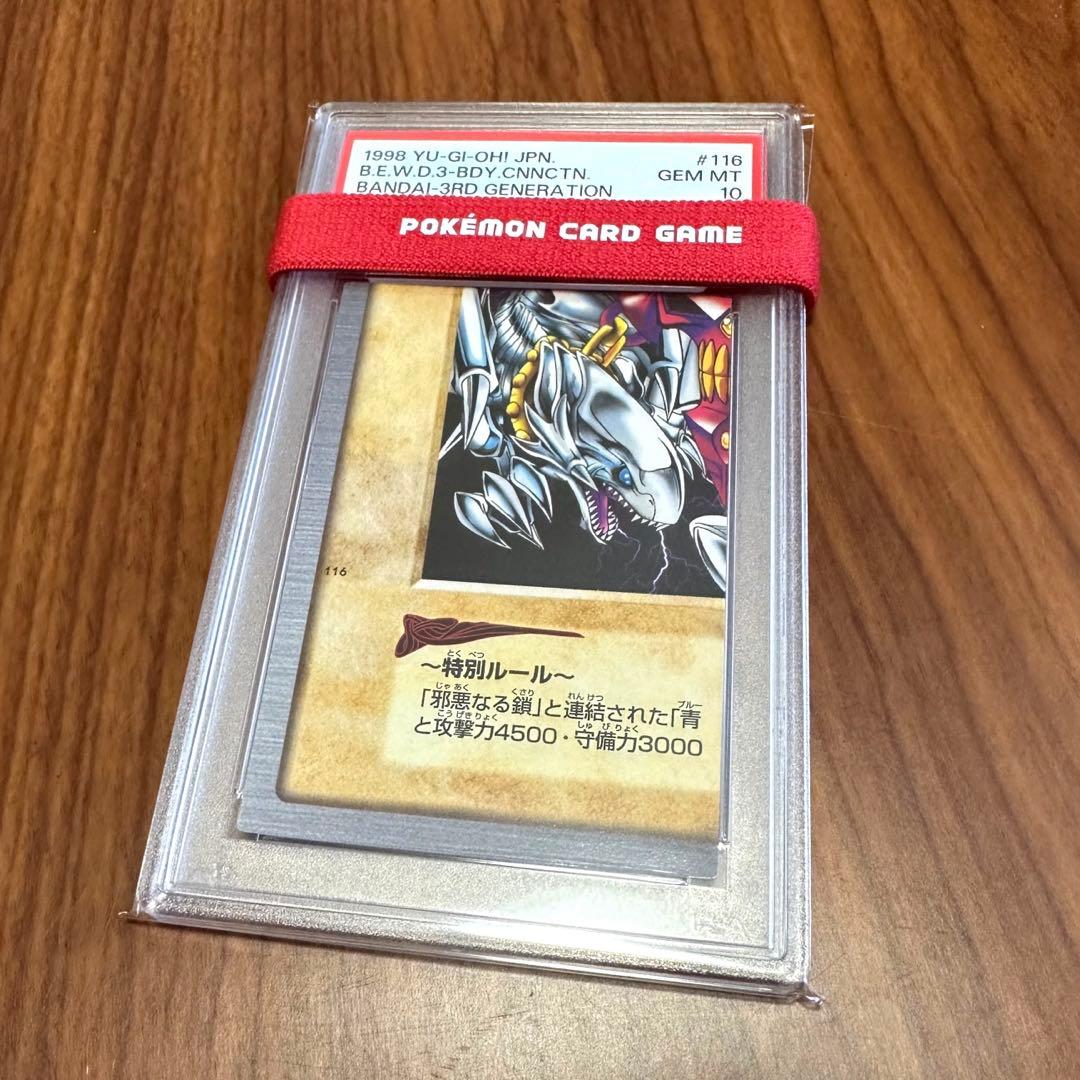 1998 YU-GI-OH! JPN. #116
B.E.W.D.3-BDY.CNNCTN. GEM MT
BANDAI-3RD GENERATION 10
POKÉMON CARD GAME
116
とくべつ
～特別ルール～
じゃあく くさり れんけつ ブルー
「邪悪なる鎖」と連結された「青
こうげきりょく しゅびりょく
と攻撃力4500・守備力3000